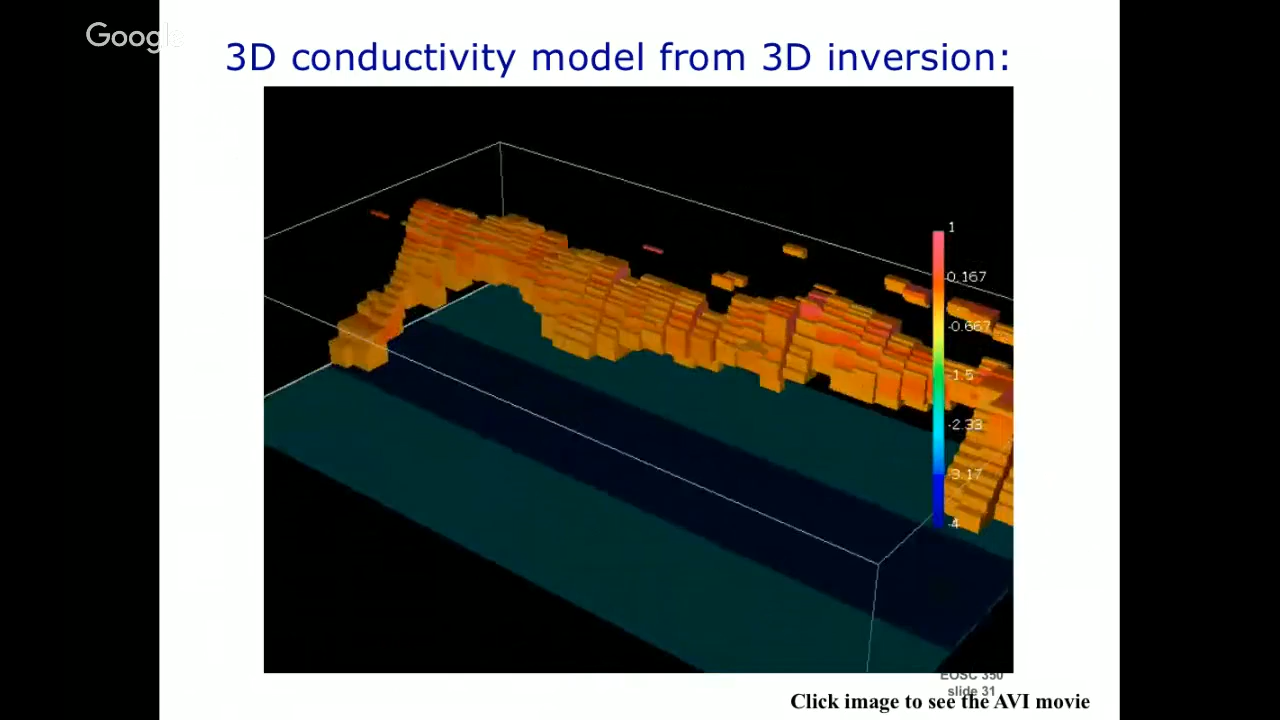 Google
3D conductivity model from 3D inversion:
1
0.167
-0.667
-1.5
-2.33
-3.17
-4
EOSC 350
slide 31
Click image to see the AVI movie